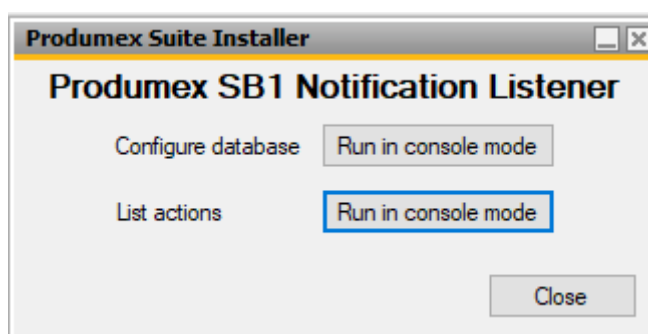 Produmex Suite Installer
Produmex SB1 Notification Listener
Configure database Run in console mode
List actions Run in console mode
Close